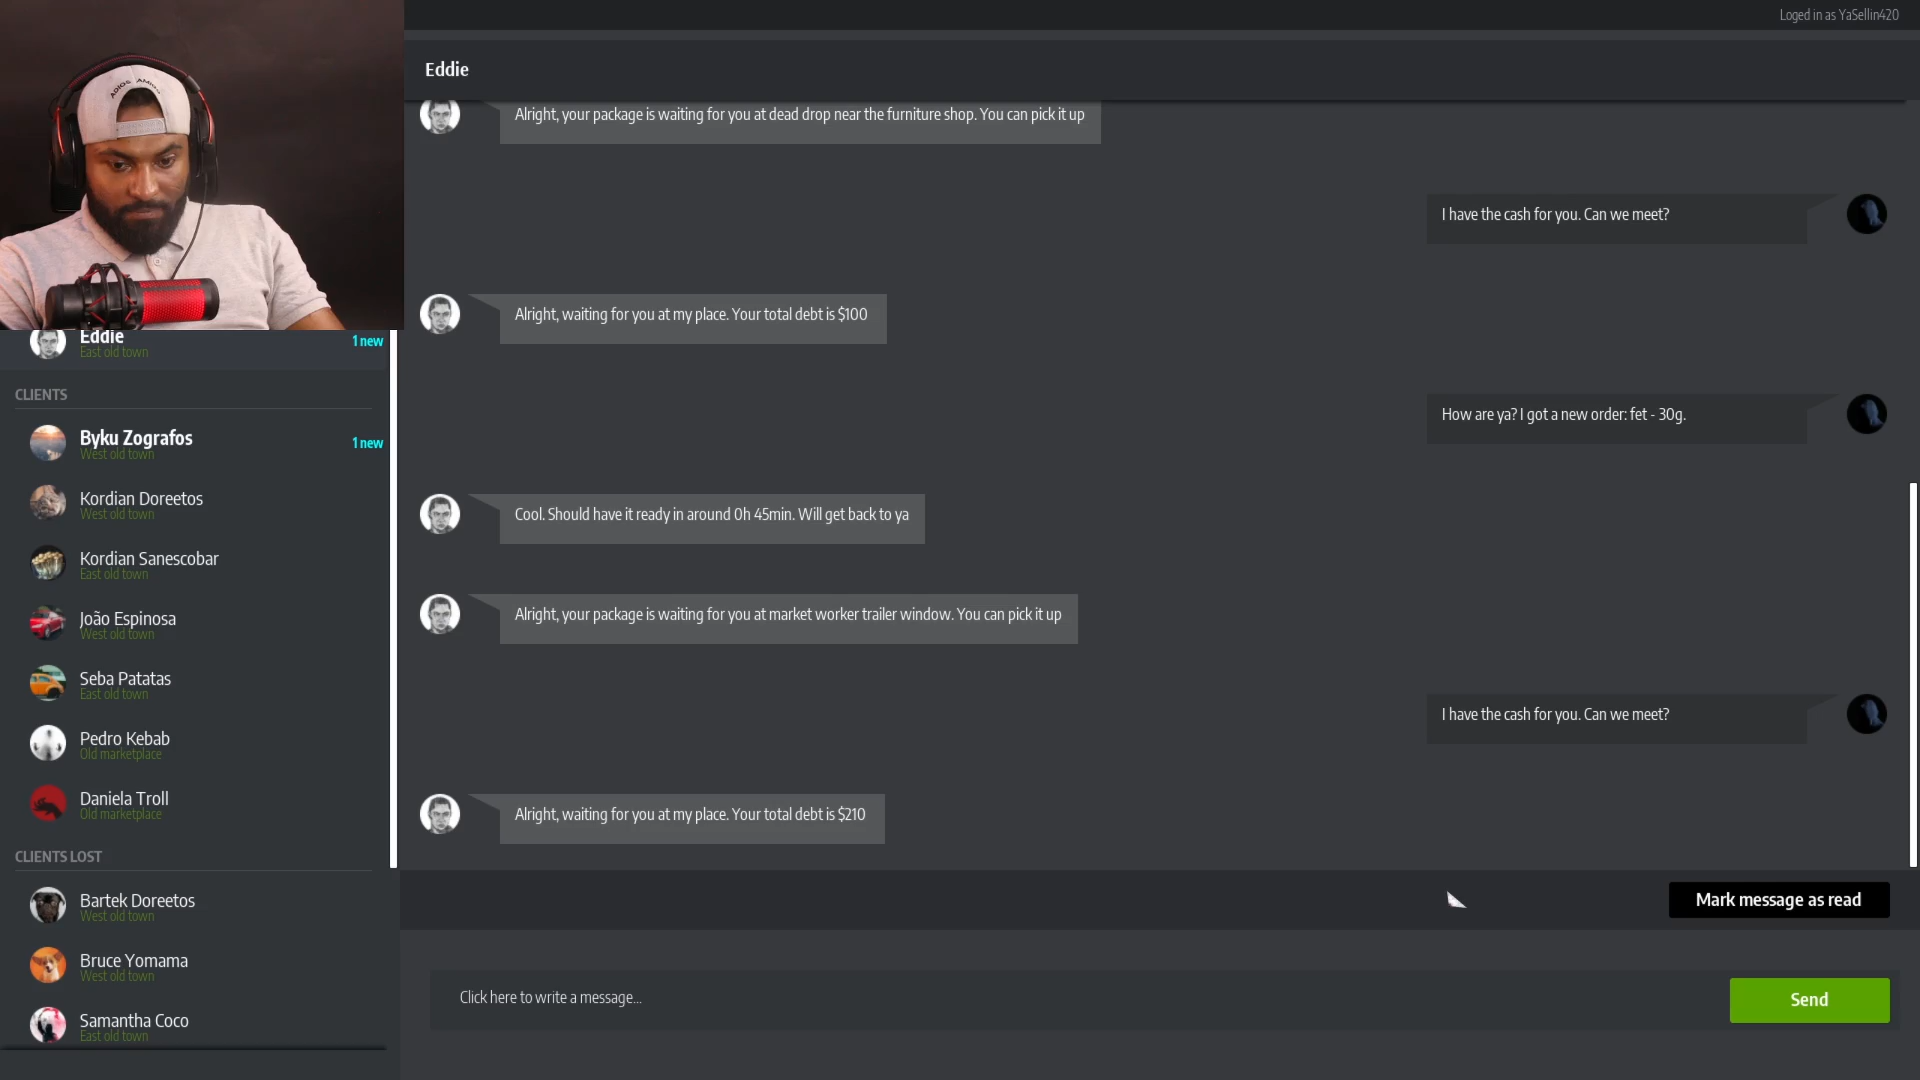 Loged in as YaSellin420
Eddie
ADIOS AMIGO
Alright, your package is waiting for you at dead drop near the furniture shop. You can pick it up
I have the cash for you. Can we meet?
Alright, waiting for you at my place. Your total debt is $100
How are ya? I got a new order: fet - 30g.
Cool. Should have it ready in around 0h 45min. Will get back to ya
Alright, your package is waiting for you at market worker trailer window. You can pick it up
I have the cash for you. Can we meet?
Alright, waiting for you at my place. Your total debt is $210
Mark message as read
Click here to write a message...
Send
Eddie
East old town
1 new
CLIENTS
Byku Zografos
West old town
1 new
Kordian Doreetos
West old town
Kordian Sanescobar
East old town
João Espinosa
West old town
Seba Patatas
East old town
Pedro Kebab
Old marketplace
Daniela Troll
Old marketplace
CLIENTS LOST
Bartek Doreetos
West old town
Bruce Yomama
West old town
Samantha Coco
East old town